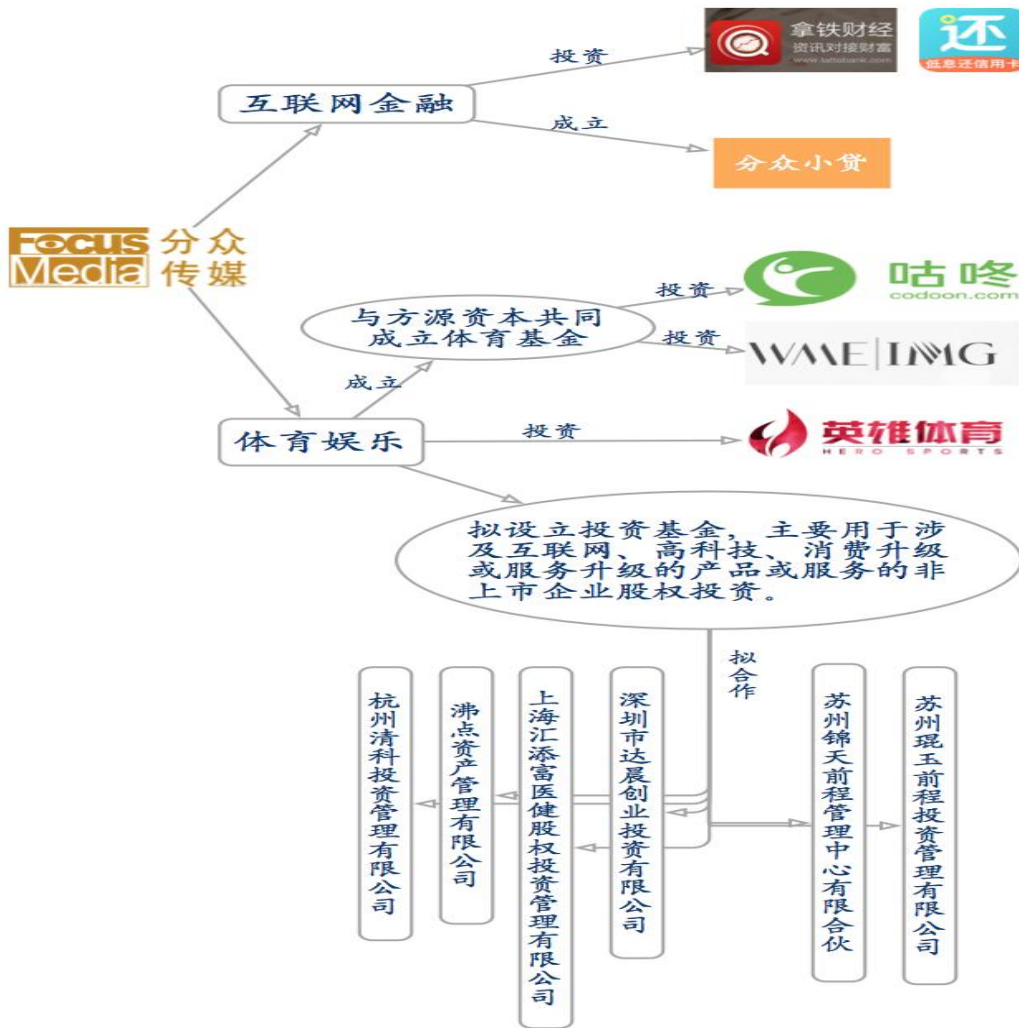 投资
拿铁财经
资讯对接财富
www.lattebank.com
还
低息还信用卡
互联网金融
成立
分众小贷
Focus
Media
分众
传媒
与方源资本共同
成立体育基金
投资
咕咚
codoon.com
投资
WME|IMG
成立
体育娱乐
投资
英雄体育
HERO SPORTS
拟设立投资基金，主要用于涉
及互联网、高科技、消费升级
或服务升级的产品或服务的非
上市企业股权投资。
拟合作
杭州清科投资管理有限公司
沸点资产管理有限公司
上海汇添富医健股权投资管理有限公司
深圳市达晨创业投资有限公司
苏州锦天前程管理中心有限合伙
苏州琨玉前程投资管理有限公司